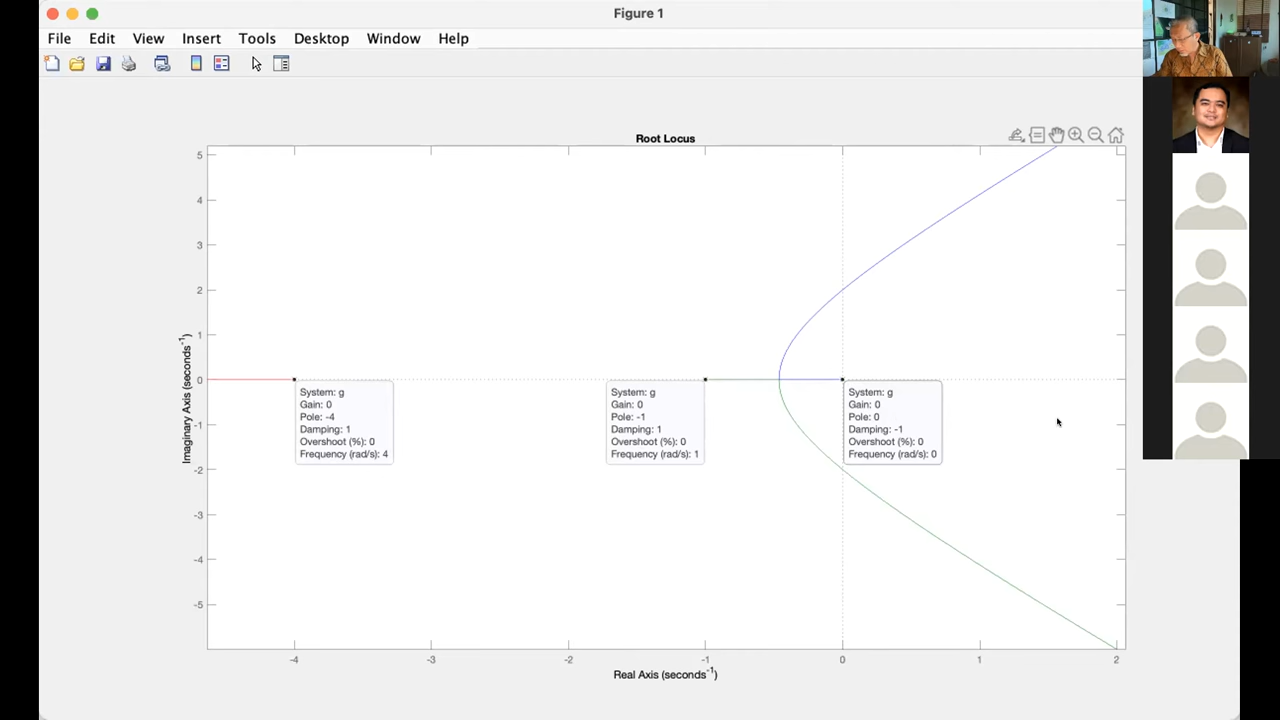 Figure 1
File Edit View Insert Tools Desktop Window Help
Root Locus
5
4
3
2
1
0
-1
-2
-3
-4
-5
Imaginary Axis (seconds-1)
System: g
Gain: 0
Pole: -4
Damping: 1
Overshoot (%): 0
Frequency (rad/s): 4
System: g
Gain: 0
Pole: -1
Damping: 1
Overshoot (%): 0
Frequency (rad/s): 1
System: g
Gain: 0
Pole: 0
Damping: -1
Overshoot (%): 0
Frequency (rad/s): 0
-4 -3 -2 -1 0 1 2
Real Axis (seconds-1)